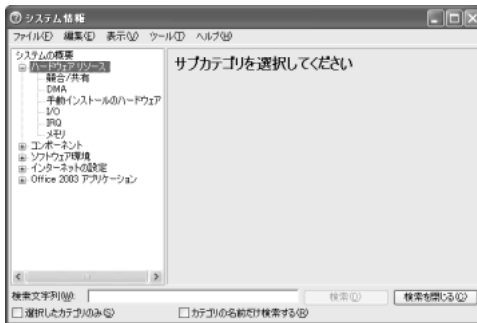 システム情報
ファイル(F) 編集(E) 表示(V) ツール(T) ヘルプ(H)
システムの概要
ハードウェア リソース
競合/共有
DMA
手動インストールのハードウェア
I/O
IRQ
メモリ
コンポーネント
ソフトウェア環境
インターネットの設定
Office 2003 アプリケーション
サブカテゴリを選択してください
検索文字列(W):
検索(D) 検索を閉じる(C)
選択したカテゴリのみ(S) カテゴリの名前だけ検索する(R)